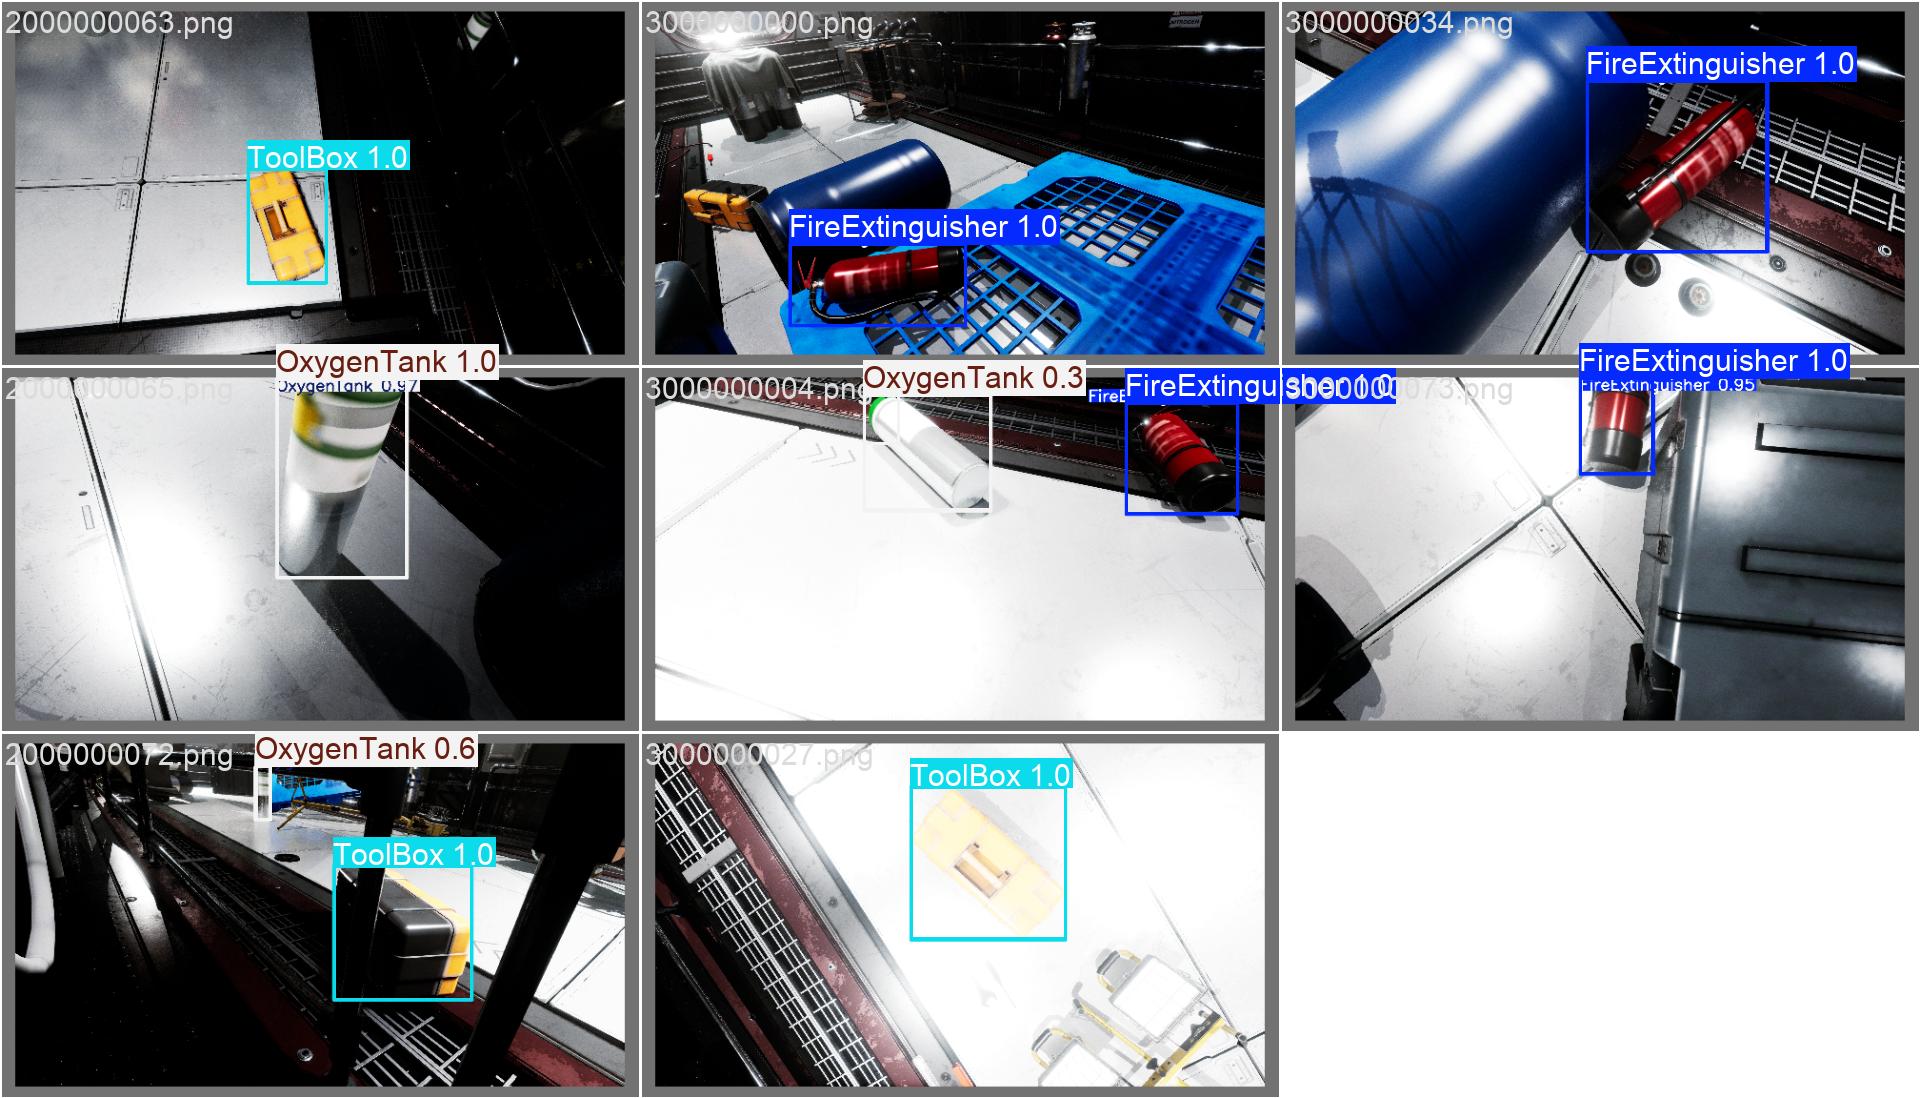 2000000063.png
ToolBox 1.0
3000000000.png
NITROGEN
FireExtinguisher 1.0
3000000034.png
FireExtinguisher 1.0
2000000065.png
OxygenTank 1.0
OxygenTank 0.97
3000000004.png
OxygenTank 0.3
FireE
FireExtinguisher 1.0
3000000073.png
FireExtinguisher 1.0
FireExtinguisher 0.95
2000000072.png
OxygenTank 0.6
ToolBox 1.0
3000000027.png
ToolBox 1.0